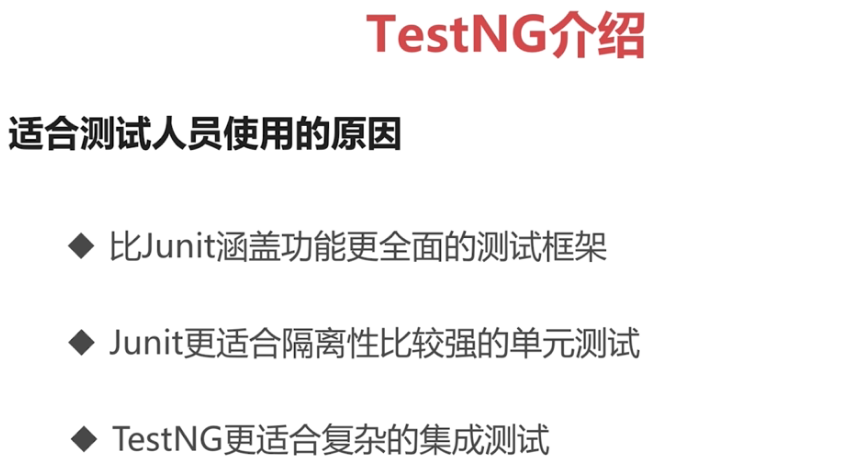 TestNG介绍
适合测试人员使用的原因
◆ 比Junit涵盖功能更全面的测试框架
◆ Junit更适合隔离性比较强的单元测试
◆ TestNG更适合复杂的集成测试